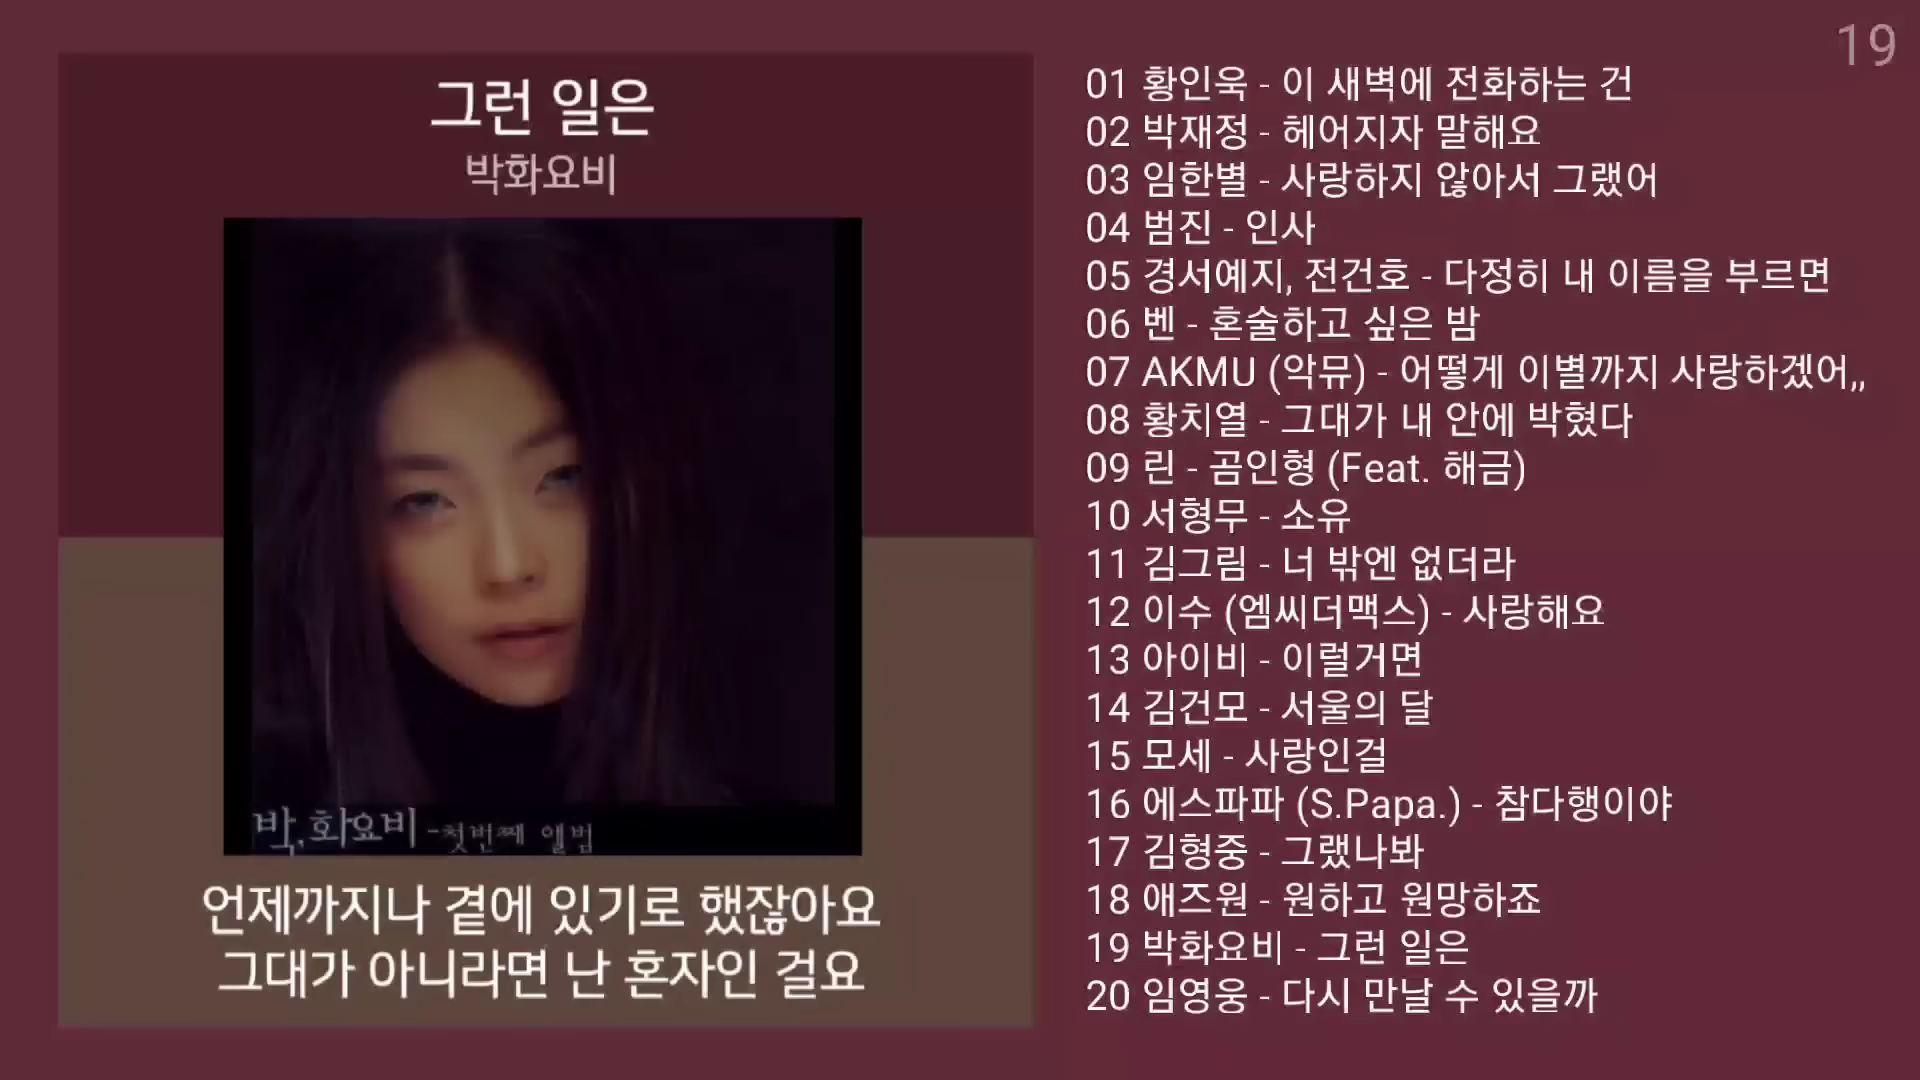 그런 일은
박화요비
박.화요비 -첫번째 앨범
언제까지나 곁에 있기로 했잖아요
그대가 아니라면 난 혼자인 걸요
19
01 황인욱 - 이 새벽에 전화하는 건
02 박재정 - 헤어지자 말해요
03 임한별 - 사랑하지 않아서 그랬어
04 범진 - 인사
05 경서예지, 전건호 - 다정히 내 이름을 부르면
06 벤 - 혼술하고 싶은 밤
07 AKMU (악뮤) - 어떻게 이별까지 사랑하겠어,,
08 황치열 - 그대가 내 안에 박혔다
09 린 - 곰인형 (Feat. 해금)
10 서형무 - 소유
11 김그림 - 너 밖엔 없더라
12 이수 (엠씨더맥스) - 사랑해요
13 아이비 - 이럴거면
14 김건모 - 서울의 달
15 모세 - 사랑인걸
16 에스파파 (S.Papa.) - 참다행이야
17 김형중 - 그랬나봐
18 애즈원 - 원하고 원망하죠
19 박화요비 - 그런 일은
20 임영웅 - 다시 만날 수 있을까